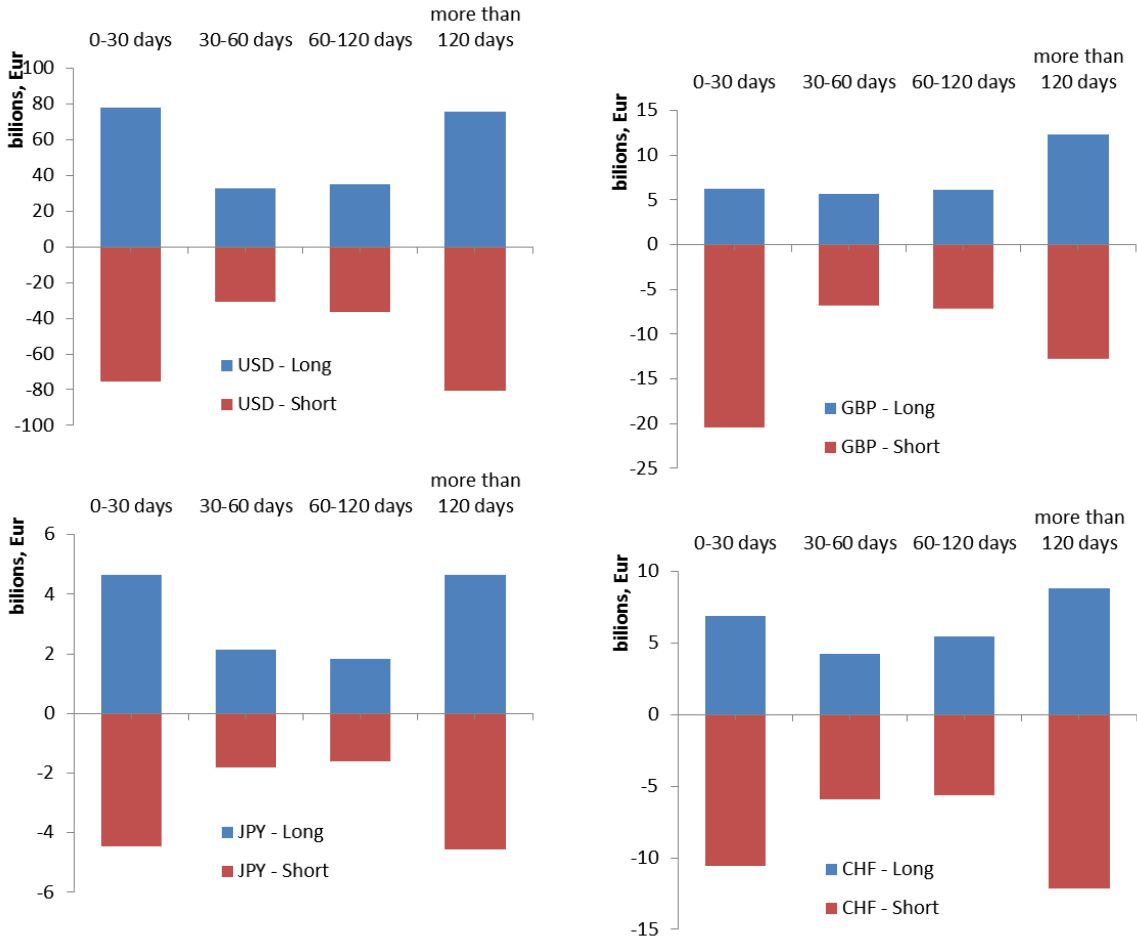 more than
0-30 days 30-60 days 60-120 days 120 days
bilions, Eur
100
80
60
40
20
0
-20
-40
-60
-80
-100
USD - Long
USD - Short
more than
0-30 days 30-60 days 60-120 days 120 days
bilions, Eur
15
10
5
0
-5
-10
-15
-20
-25
GBP - Long
GBP - Short
more than
0-30 days 30-60 days 60-120 days 120 days
bilions, Eur
6
4
2
0
-2
-4
-6
JPY - Long
JPY - Short
more than
0-30 days 30-60 days 60-120 days 120 days
bilions, Eur
10
5
0
-5
-10
-15
CHF - Long
CHF - Short